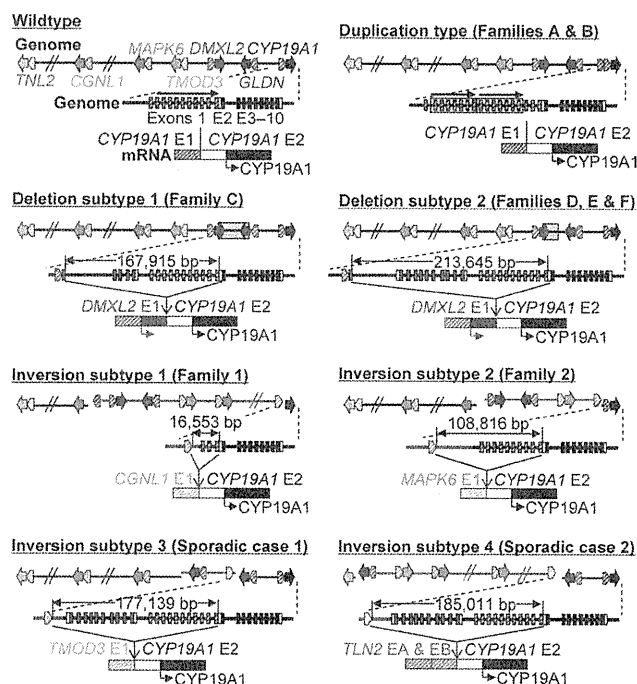 Wildtype
Genome MAPK6 DMXL2 CYP19A1
TNL2 CGNL1 TMOD3 GLDN
Genome
Exons 1 E2 E3–10
CYP19A1 E1 CYP19A1 E2
mRNA
CYP19A1
Duplication type (Families A & B)
CYP19A1 E1 CYP19A1 E2
CYP19A1
Deletion subtype 1 (Family C)
167,915 bp
DMXL2 E1 CYP19A1 E2
CYP19A1
Deletion subtype 2 (Families D, E & F)
213,645 bp
DMXL2 E1 CYP19A1 E2
CYP19A1
Inversion subtype 1 (Family 1)
16,553 bp
CGNL1 E1 CYP19A1 E2
CYP19A1
Inversion subtype 2 (Family 2)
108,816 bp
MAPK6 E1 CYP19A1 E2
CYP19A1
Inversion subtype 3 (Sporadic case 1)
177,139 bp
TMOD3 E1 CYP19A1 E2
CYP19A1
Inversion subtype 4 (Sporadic case 2)
185,011 bp
TLN2 EA & EB CYP19A1 E2
CYP19A1